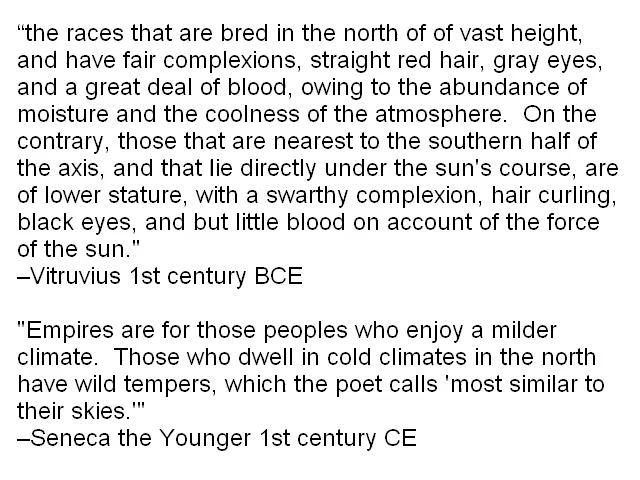 “the races that are bred in the north of of vast height,
and have fair complexions, straight red hair, gray eyes,
and a great deal of blood, owing to the abundance of
moisture and the coolness of the atmosphere.  On the
contrary, those that are nearest to the southern half of
the axis, and that lie directly under the sun's course, are
of lower stature, with a swarthy complexion, hair curling,
black eyes, and but little blood on account of the force
of the sun."
–Vitruvius 1st century BCE
"Empires are for those peoples who enjoy a milder
climate.  Those who dwell in cold climates in the north
have wild tempers, which the poet calls 'most similar to
their skies.'"
–Seneca the Younger 1st century CE